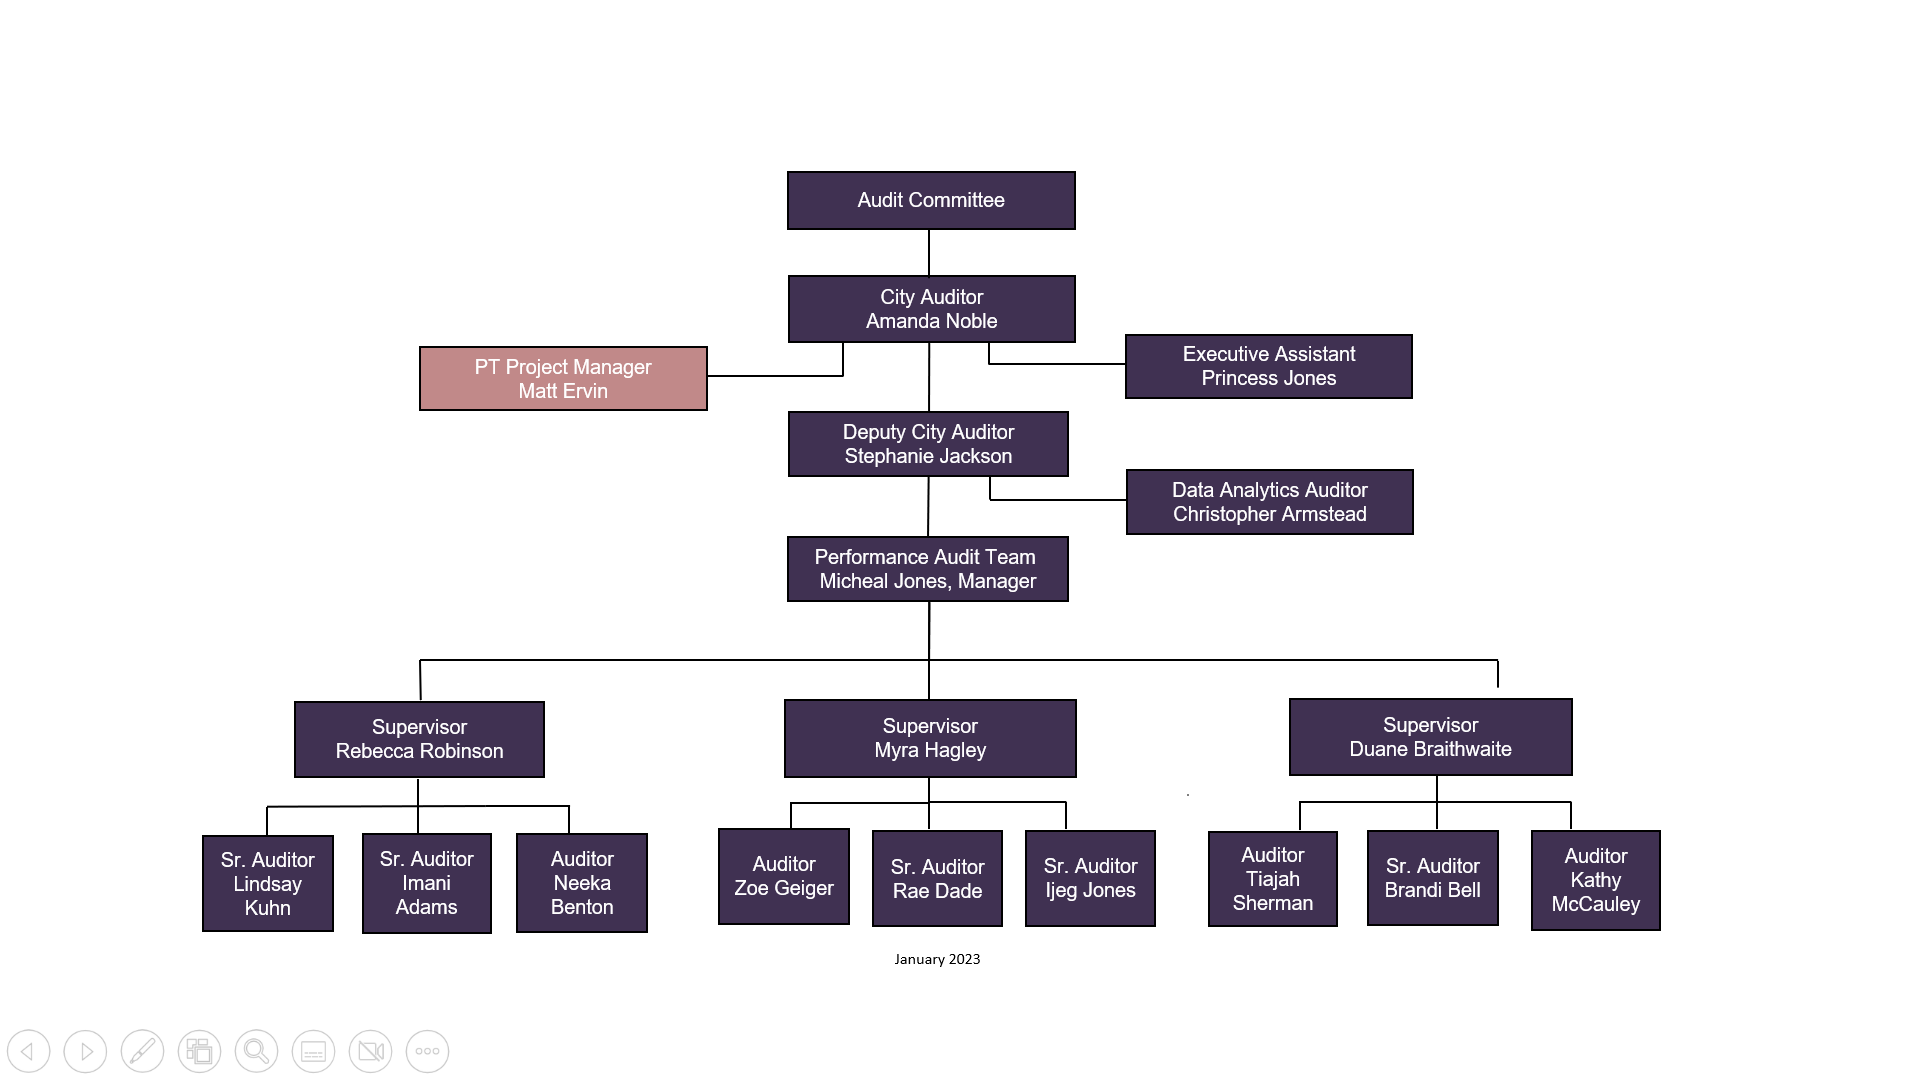 Audit Committee
City Auditor
Amanda Noble
PT Project Manager
Matt Ervin
Executive Assistant
Princess Jones
Deputy City Auditor
Stephanie Jackson
Data Analytics Auditor
Christopher Armstead
Performance Audit Team
Micheal Jones, Manager
Supervisor
Rebecca Robinson
Supervisor
Myra Hagley
Supervisor
Duane Braithwaite
Sr. Auditor
Lindsay
Kuhn
Sr. Auditor
Imani
Adams
Auditor
Neeka
Benton
Auditor
Zoe Geiger
Sr. Auditor
Rae Dade
Sr. Auditor
Ijeg Jones
Auditor
Tiajah
Sherman
Sr. Auditor
Brandi Bell
Auditor
Kathy
McCauley
January 2023